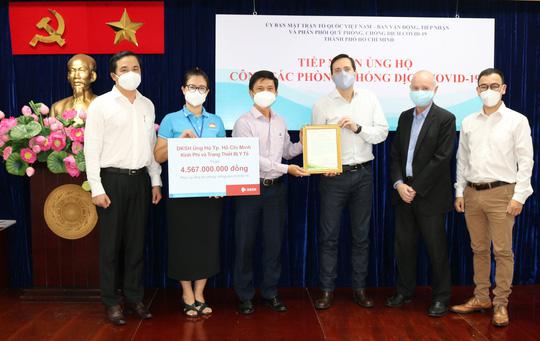 ỦY BAN MẶT TRẬN TỔ QUỐC VIỆT NAM - BAN VẬN ĐỘNG, TIẾP NHẬN
VÀ PHÂN PHỐI QUỸ PHÒNG, CHỐNG DỊCH COVID-19
THÀNH PHỐ HỒ CHÍ MINH
TIẾP ỦNG HỘ
CÔNG TÁC PHÒNG CHỐNG DỊCH COVID-19
DKSH Ủng Hộ Tp. Hồ Chí Minh
Kinh Phí và Trang Thiết Bị Y Tế
4.567.000.000 đồng
DKSH